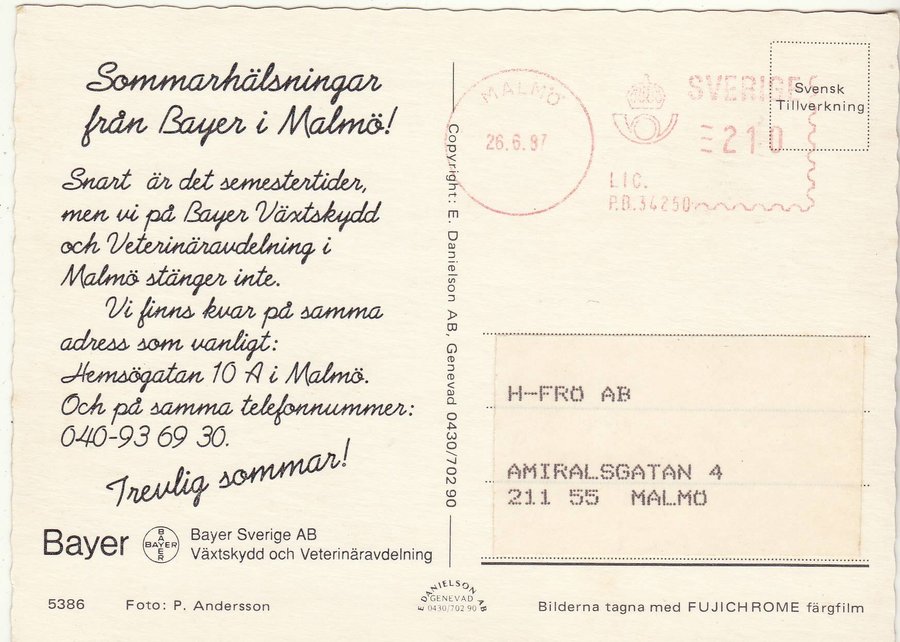 Sommarhälsningar
från Bayer i Malmö!
Snart är det semestertider,
men vi på Bayer Växtskydd
och Veterinäravdelning i
Malmö stänger inte.
Vi finns kvar på samma
adress som vanligt:
Hemsögatan 10 A i Malmö.
Och på samma telefonnummer:
040-93 69 30.
Trevlig sommar!
Bayer
BAYER
BAYER
Bayer Sverige AB
Växtskydd och Veterinäravdelning
5386 Foto: P. Andersson
Copyright: E. Danielson AB, Genevad 0430/702 90
E. DANIELSON AB
GENEVAD
0430/702 90
MALMÖ
26.6.87
SVERIGE
210
LIC.
P.B.34250
Svensk
Tillverkning
H-FRÖ AB
AMIRALSGATAN 4
211 55 MALMÖ
Bilderna tagna med FUJICHROME färgfilm